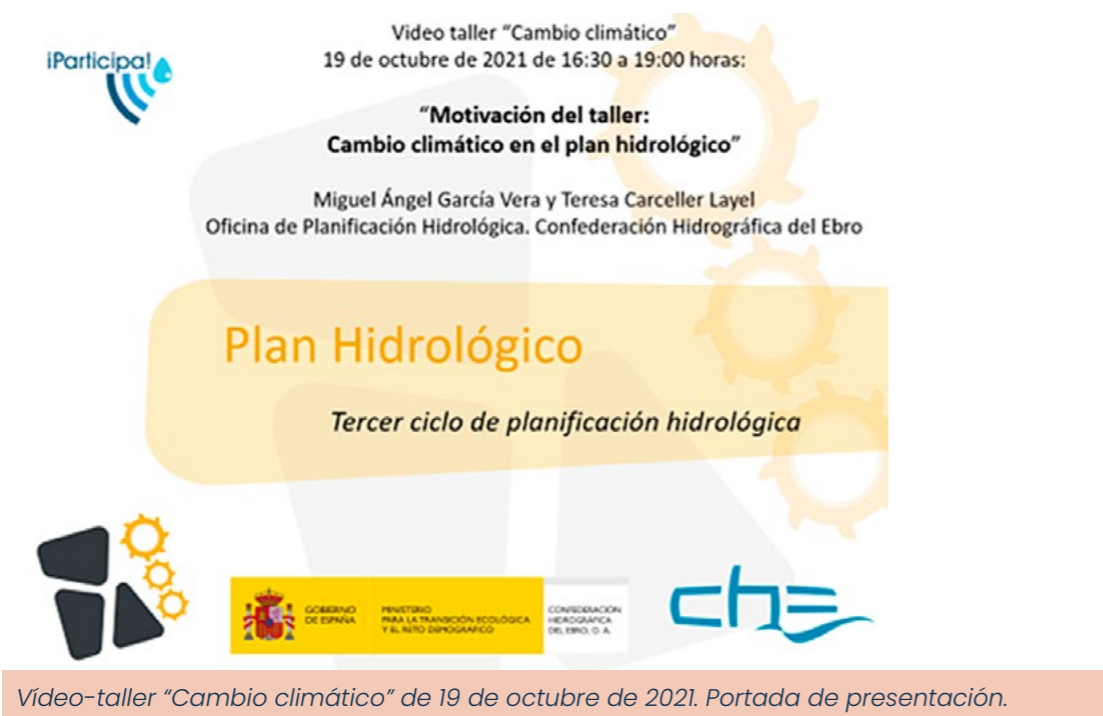 iParticipa!
Video taller “Cambio climático”
19 de octubre de 2021 de 16:30 a 19:00 horas:
“Motivación del taller:
Cambio climático en el plan hidrológico”
Miguel Ángel García Vera y Teresa Carceller Layel
Oficina de Planificación Hidrológica. Confederación Hidrográfica del Ebro
Plan Hidrológico
Tercer ciclo de planificación hidrológica
GOBIERNO
DE ESPAÑA
MINISTERIO
PARA LA TRANSICIÓN ECOLÓGICA
Y EL RETO DEMOGRÁFICO
CONFEDERACIÓN
HIDROGRÁFICA
DEL EBRO, O. A.
che
Vídeo-taller “Cambio climático” de 19 de octubre de 2021. Portada de presentación.